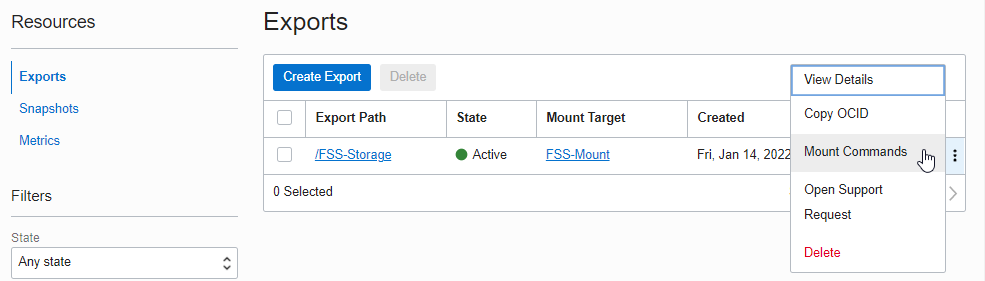 Resources
Exports
Snapshots
Metrics
Filters
State
Any state
Exports
Create Export
Delete
Export Path
State
Mount Target
Created
/FSS-Storage
Active
FSS-Mount
Fri, Jan 14, 2022
0 Selected
View Details
Copy OCID
Mount Commands
Open Support
Request
Delete